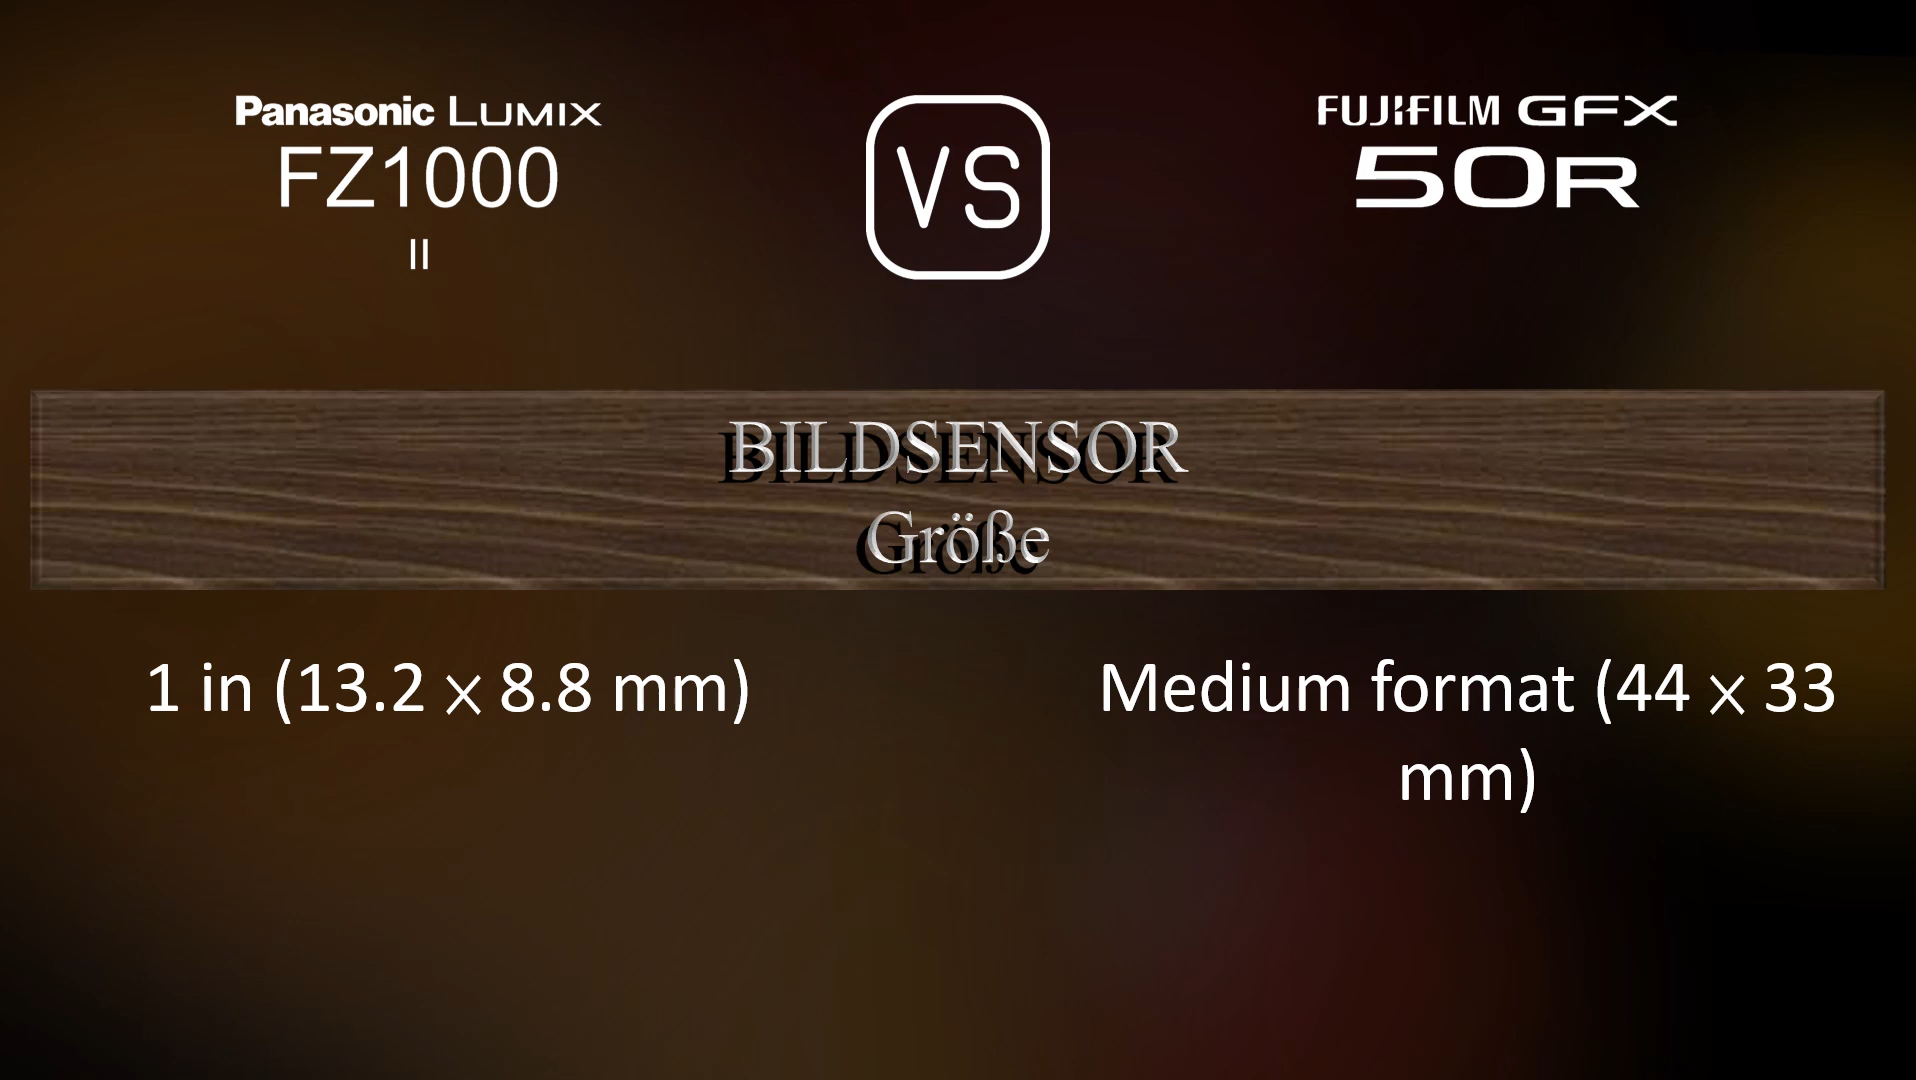 Panasonic LUMIX
FZ1000
II
VS
FUJIFILM GFX
50R
BILDSENSOR
Größe
1 in (13.2 x 8.8 mm)
Medium format (44 x 33
mm)